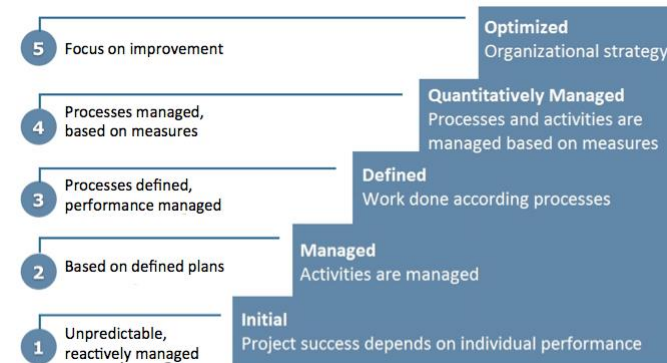 Optimized
5 Focus on improvement
Organizational strategy
Quantitatively Managed
4 Processes managed,
based on measures
Processes and activities are
managed based on measures
Defined
3 Processes defined,
performance managed
Work done according processes
Managed
2 Based on defined plans
Activities are managed
Initial
1 Unpredictable,
reactively managed
Project success depends on individual performance